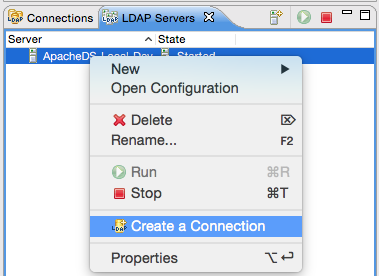 Connections LDAP Servers
Server State
ApacheDS Local Dev Started
New
Open Configuration
Delete
Rename... F2
Run ⌘R
Stop ⌘T
LDAP Create a Connection
Properties ⌥↩